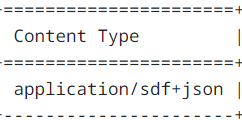 ======================+
Content Type |
======================+
application/sdf+json |
----------------------+